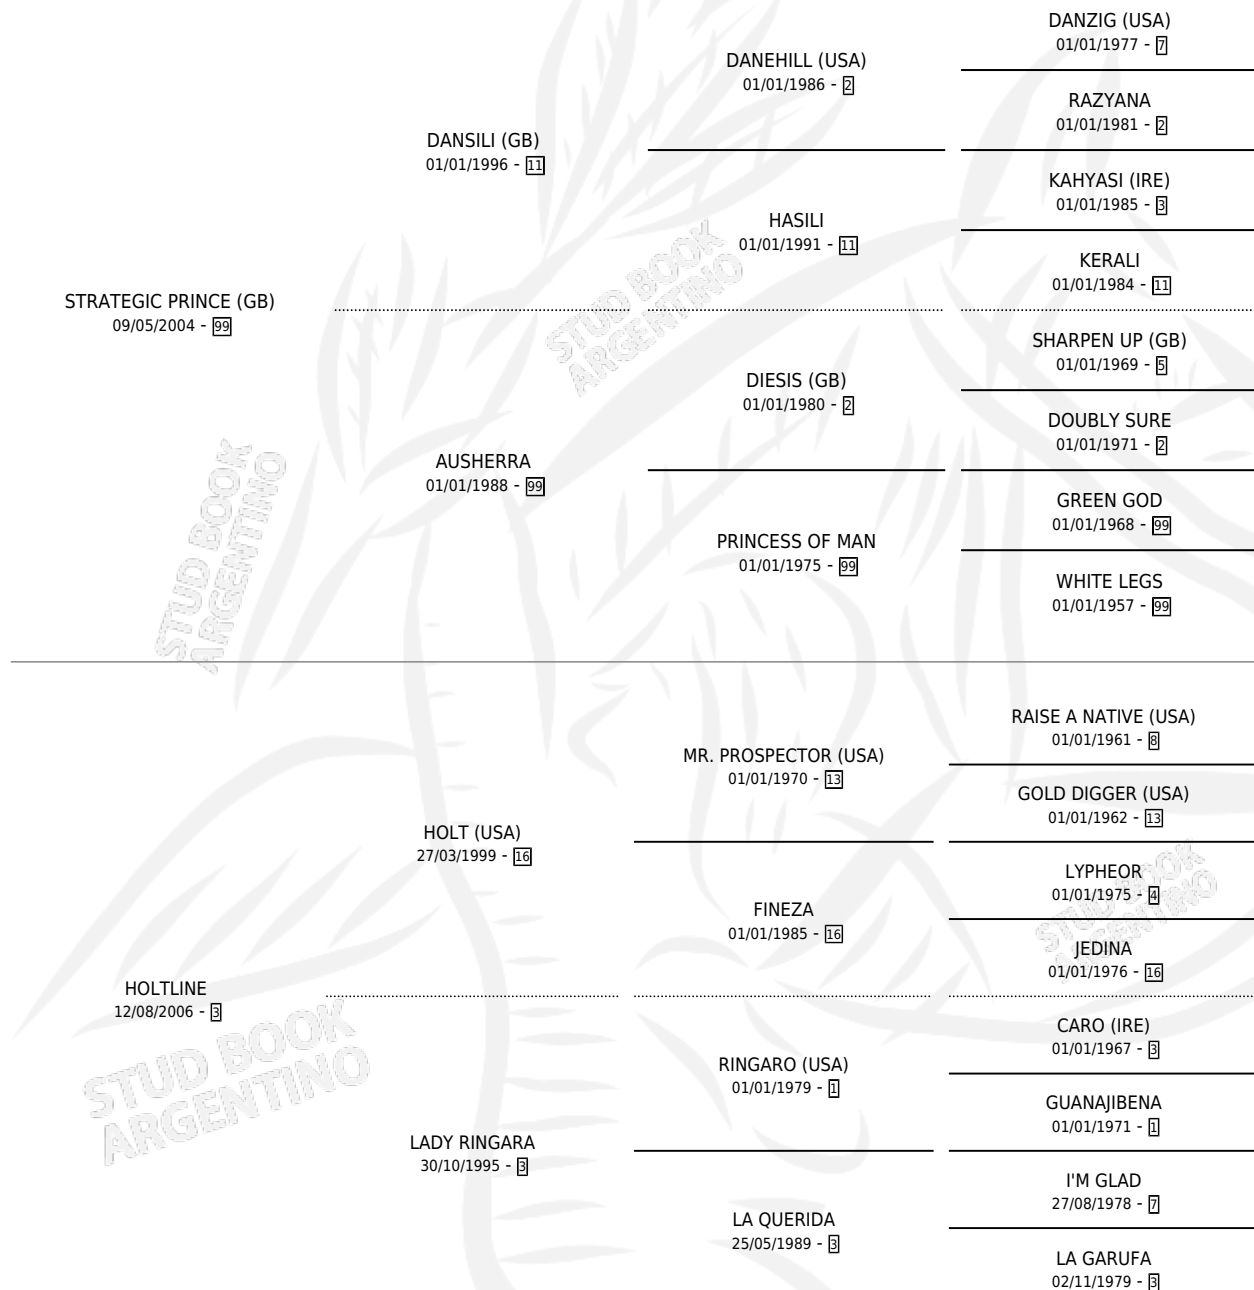 DANZIG (USA)
01/01/1977 - 7
DANEHILL (USA)
01/01/1986 - 2
RAZYANA
01/01/1981 - 2
DANSILI (GB)
01/01/1996 - 11
KAHYASI (IRE)
01/01/1985 - 3
HASILI
01/01/1991 - 11
KERALI
01/01/1984 - 11
STRATEGIC PRINCE (GB)
09/05/2004 - 99
SHARPEN UP (GB)
01/01/1969 - 5
DIESIS (GB)
01/01/1980 - 2
DOUBLY SURE
01/01/1971 - 2
AUSHERRA
01/01/1988 - 99
GREEN GOD
01/01/1968 - 99
PRINCESS OF MAN
01/01/1975 - 99
WHITE LEGS
01/01/1957 - 99
RAISE A NATIVE (USA)
01/01/1961 - 8
MR. PROSPECTOR (USA)
01/01/1970 - 13
GOLD DIGGER (USA)
01/01/1962 - 13
HOLT (USA)
27/03/1999 - 16
LYPHEOR
01/01/1975 - 4
FINEZA
01/01/1985 - 16
JEDINA
01/01/1976 - 16
HOLTLINE
12/08/2006 - 3
CARO (IRE)
01/01/1967 - 3
RINGARO (USA)
01/01/1979 - 1
GUANAJIBENA
01/01/1971 - 1
LADY RINGARA
30/10/1995 - 3
I'M GLAD
27/08/1978 - 7
LA QUERIDA
25/05/1989 - 3
LA GARUFA
02/11/1979 - 3
STUD BOOK
ARGENTINO
STUD BOOK
ARGENTINO
STUD BOOK
ARGENTINO
STUD BOOK
ARGENTINO